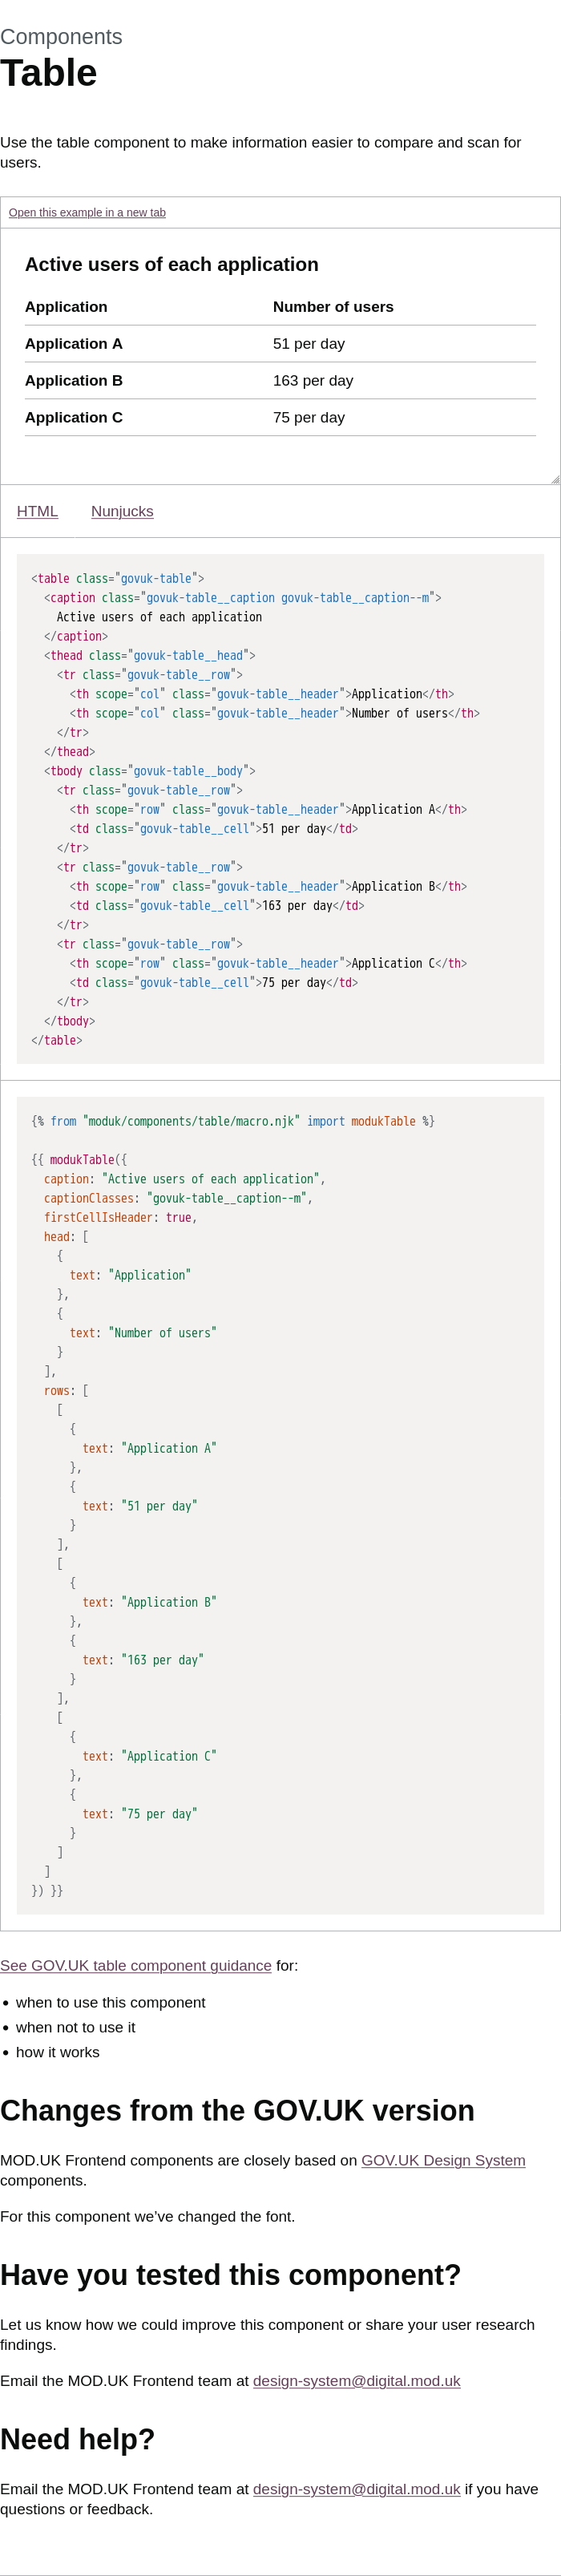 Components
Table
Use the table component to make information easier to compare and scan for
users.
Open this example in a new tab
Active users of each application
Application Number of users
Application A 51 per day
Application B 163 per day
Application C 75 per day
HTML Nunjucks
<table class="govuk-table">
  <caption class="govuk-table__caption govuk-table__caption--m">
    Active users of each application
  </caption>
  <thead class="govuk-table__head">
    <tr class="govuk-table__row">
      <th scope="col" class="govuk-table__header">Application</th>
      <th scope="col" class="govuk-table__header">Number of users</th>
    </tr>
  </thead>
  <tbody class="govuk-table__body">
    <tr class="govuk-table__row">
      <th scope="row" class="govuk-table__header">Application A</th>
      <td class="govuk-table__cell">51 per day</td>
    </tr>
    <tr class="govuk-table__row">
      <th scope="row" class="govuk-table__header">Application B</th>
      <td class="govuk-table__cell">163 per day</td>
    </tr>
    <tr class="govuk-table__row">
      <th scope="row" class="govuk-table__header">Application C</th>
      <td class="govuk-table__cell">75 per day</td>
    </tr>
  </tbody>
</table>
{% from "moduk/components/table/macro.njk" import modukTable %}
{{ modukTable({
  caption: "Active users of each application",
  captionClasses: "govuk-table__caption--m",
  firstCellIsHeader: true,
  head: [
    {
      text: "Application"
    },
    {
      text: "Number of users"
    }
  ],
  rows: [
    [
      {
        text: "Application A"
      },
      {
        text: "51 per day"
      }
    ],
    [
      {
        text: "Application B"
      },
      {
        text: "163 per day"
      }
    ],
    [
      {
        text: "Application C"
      },
      {
        text: "75 per day"
      }
    ]
  ]
}) }}
See GOV.UK table component guidance for:
• when to use this component
• when not to use it
• how it works
Changes from the GOV.UK version
MOD.UK Frontend components are closely based on GOV.UK Design System
components.
For this component we’ve changed the font.
Have you tested this component?
Let us know how we could improve this component or share your user research
findings.
Email the MOD.UK Frontend team at design-system@digital.mod.uk
Need help?
Email the MOD.UK Frontend team at design-system@digital.mod.uk if you have
questions or feedback.